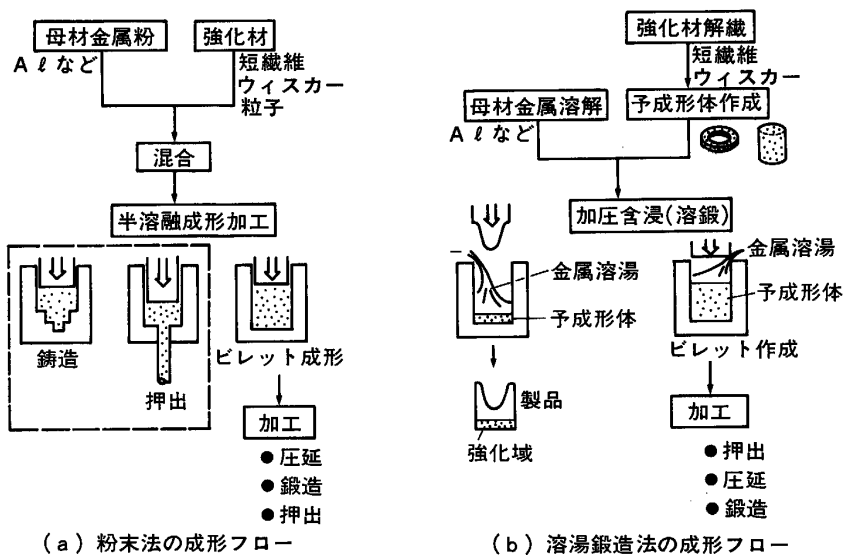 母材金属粉
強化材
Aℓなど
短繊維
ウィスカー
粒子
混合
半溶融成形加工
鋳造
押出
ビレット成形
加工
●圧延
●鍛造
●押出
(a)粉末法の成形フロー
強化材解繊
短繊維
ウィスカー
母材金属溶解
予成形体作成
Aℓなど
加圧含浸(溶鍛)
金属溶湯
予成形体
製品
強化域
金属溶湯
予成形体
ビレット作成
加工
●押出
●圧延
●鍛造
(b)溶湯鍛造法の成形フロー